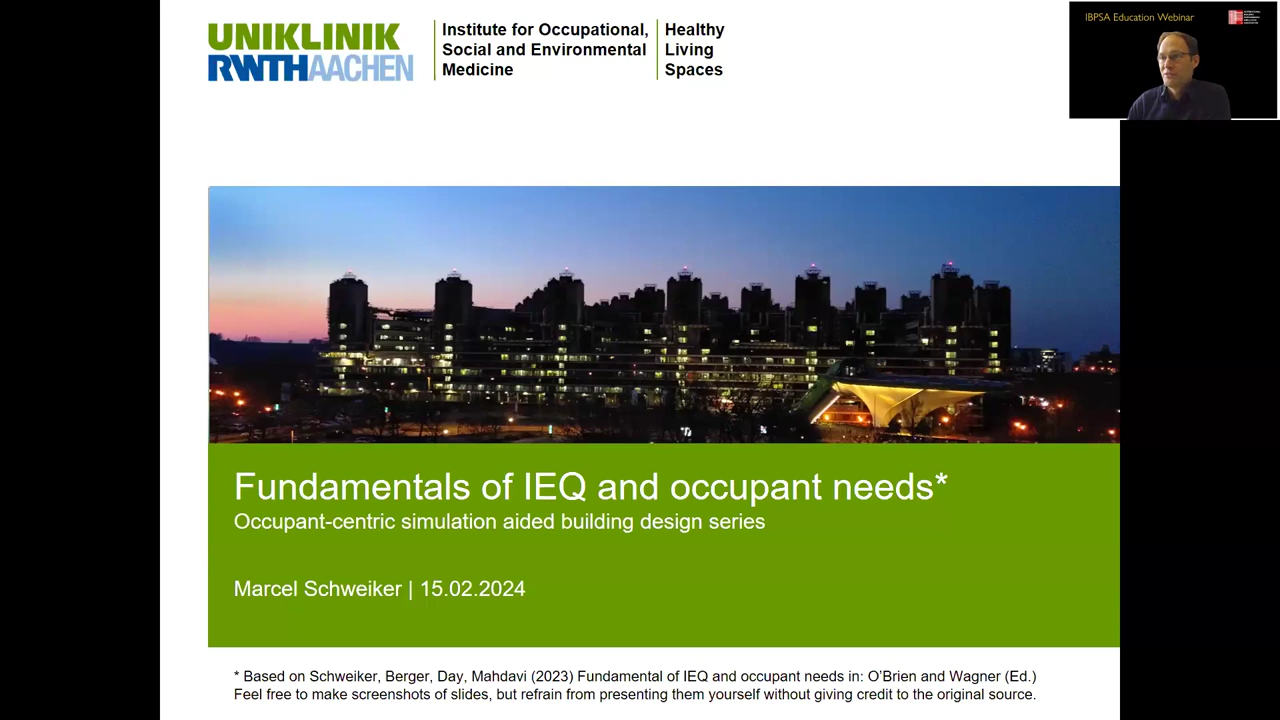 UNIKLINIK
RWTHAACHEN
Institute for Occupational,
Social and Environmental
Medicine
Healthy
Living
Spaces
IBPSA Education Webinar
Fundamentals of IEQ and occupant needs*
Occupant-centric simulation aided building design series
Marcel Schweiker | 15.02.2024
* Based on Schweiker, Berger, Day, Mahdavi (2023) Fundamental of IEQ and occupant needs in: O'Brien and Wagner (Ed.)
Feel free to make screenshots of slides, but refrain from presenting them yourself without giving credit to the original source.